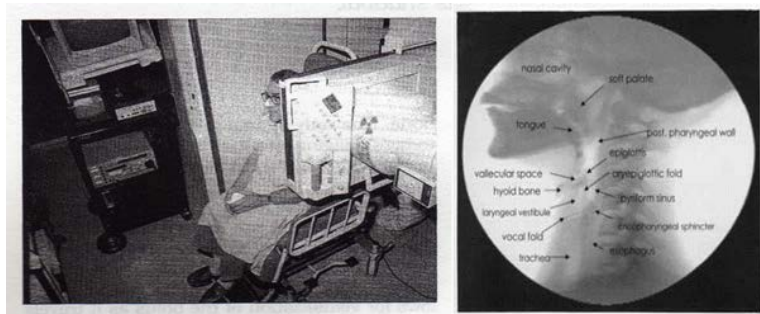 nasal cavity
soft palate
tongue
post. pharyngeal wall
epiglottis
vallecular space
aryepiglottic fold
hyoid bone
pyriform sinus
laryngeal vestibule
cricopharyngeal sphincter
vocal fold
esophagus
trachea